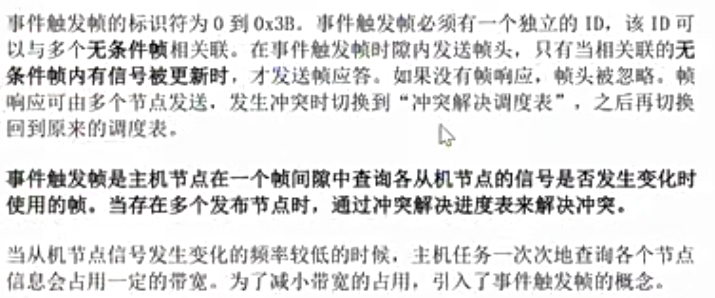 事件触发帧的标识符为 0 到 0x3B。事件触发帧必须有一个独立的 ID，该 ID 可
以与多个无条件帧相关联。在事件触发帧时隙内发送帧头，只有当相关联的无
条件帧内有信号被更新时，才发送帧应答。如果没有帧响应，帧头被忽略。帧
响应可由多个节点发送，发生冲突时切换到“冲突解决调度表”，之后再切换
回到原来的调度表。
事件触发帧是主机节点在一个帧间隙中查询各从机节点的信号是否发生变化时
使用的帧。当存在多个发布节点时，通过冲突解决进度表来解决冲突。
当从机节点信号发生变化的频率较低的时候，主机任务一次次地查询各个节点
信息会占用一定的带宽。为了减小带宽的占用，引入了事件触发帧的概念。